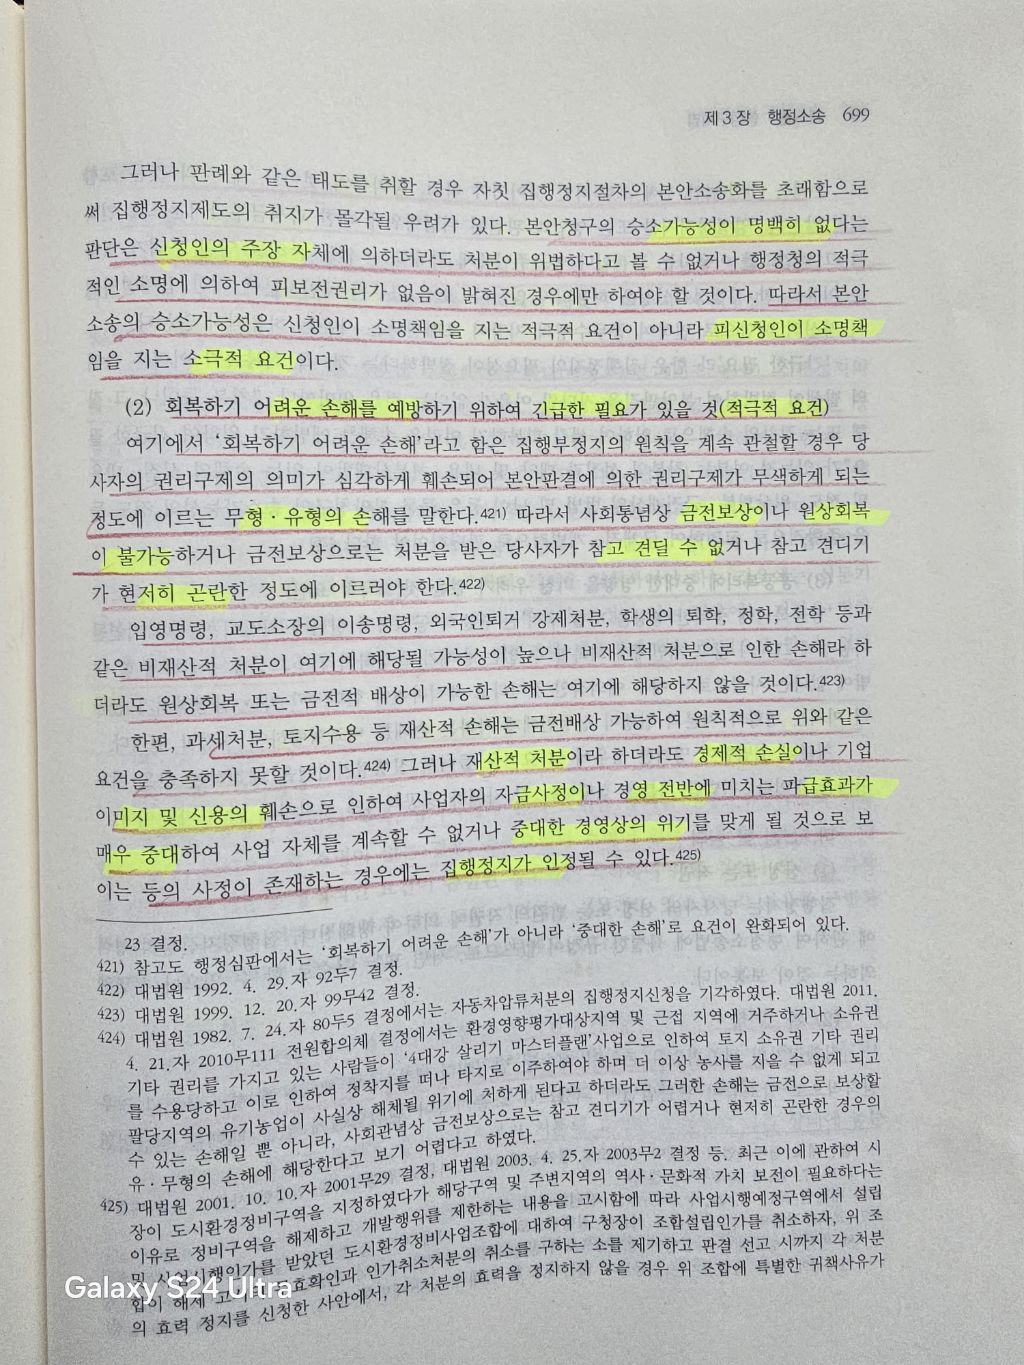 제 3 장 행정소송 699
그러나 판례와 같은 태도를 취할 경우 자칫 집행정지절차의 본안소송화를 초래함으로
써 집행정지제도의 취지가 몰각될 우려가 있다. 본안청구의 승소가능성이 명백히 없다는
판단은 신청인의 주장 자체에 의하더라도 처분이 위법하다고 볼 수 없거나 행정청의 적극
적인 소명에 의하여 피보전권리가 없음이 밝혀진 경우에만 하여야 할 것이다. 따라서 본안
소송의 승소가능성은 신청인이 소명책임을 지는 적극적 요건이 아니라 피신청인이 소명책
임을 지는 소극적 요건이다.
(2) 회복하기 어려운 손해를 예방하기 위하여 긴급한 필요가 있을 것(적극적 요건)
여기에서 '회복하기 어려운 손해'라고 함은 집행부정지의 원칙을 계속 관철할 경우 당
사자의 권리구제의 의미가 심각하게 훼손되어 본안판결에 의한 권리구제가 무색하게 되는
정도에 이르는 무형·유형의 손해를 말한다.421) 따라서 사회통념상 금전보상이나 원상회복
이 불가능하거나 금전보상으로는 처분을 받은 당사자가 참고 견딜 수 없거나 참고 견디기
가 현저히 곤란한 정도에 이르러야 한다.422)
입영명령, 교도소장의 이송명령, 외국인퇴거 강제처분, 학생의 퇴학, 정학, 전학 등과
같은 비재산적 처분이 여기에 해당될 가능성이 높으나 비재산적 처분으로 인한 손해라 하
더라도 원상회복 또는 금전적 배상이 가능한 손해는 여기에 해당하지 않을 것이다.423)
한편, 과세처분, 토지수용 등 재산적 손해는 금전배상 가능하여 원칙적으로 위와 같은
요건을 충족하지 못할 것이다.424) 그러나 재산적 처분이라 하더라도 경제적 손실이나 기업
이미지 및 신용의 훼손으로 인하여 사업자의 자금사정이나 경영 전반에 미치는 파급효과가
매우 중대하여 사업 자체를 계속할 수 없거나 중대한 경영상의 위기를 맞게 될 것으로 보
이는 등의 사정이 존재하는 경우에는 집행정지가 인정될 수 있다.425)
23 결정.
421) 참고도 행정심판에서는 '회복하기 어려운 손해'가 아니라 '중대한 손해'로 요건이 완화되어 있다.
422) 대법원 1992. 4. 29.자 92두7 결정.
423) 대법원 1999. 12. 20.자 99무42 결정.
424) 대법원 1982. 7. 24.자 80두5 결정에서는 자동차압류처분의 집행정지신청을 기각하였다. 대법원 2011.
4. 21.자 2010무111 전원합의체 결정에서는 환경영향평가대상지역 및 근접 지역에 거주하거나 소유권
기타 권리를 가지고 있는 사람들이 '4대강 살리기 마스터플랜'사업으로 인하여 토지 소유권 기타 권리
를 수용당하고 이로 인하여 정착지를 떠나 타지로 이주하여야 하며 더 이상 농사를 지을 수 없게 되고
팔당지역의 유기농업이 사실상 해체될 위기에 처하게 된다고 하더라도 그러한 손해는 금전으로 보상할
수 있는 손해일 뿐 아니라, 사회관념상 금전보상으로는 참고 견디기가 어렵거나 현저히 곤란한 경우의
유·무형의 손해에 해당한다고 보기 어렵다고 하였다.
425) 대법원 2001. 10. 10.자 2001무29 결정, 대법원 2003. 4. 25.자 2003무2 결정 등. 최근 이에 관하여 시
장이 도시환경정비구역을 지정하였다가 해당구역 및 주변지역의 역사·문화적 가치 보전이 필요하다는
이유로 정비구역을 해제하고 개발행위를 제한하는 내용을 고시함에 따라 사업시행예정구역에서 설립
및 사업시행인가를 받았던 도시환경정비사업조합에 대하여 구청장이 조합설립인가를 취소하자, 위 조
합이 해제 고시의 무효확인과 인가취소처분의 취소를 구하는 소를 제기하고 판결 선고 시까지 각 처분
의 효력 정지를 신청한 사안에서, 각 처분의 효력을 정지하지 않을 경우 위 조합에 특별한 귀책사유가
Galaxy S24 Ultra